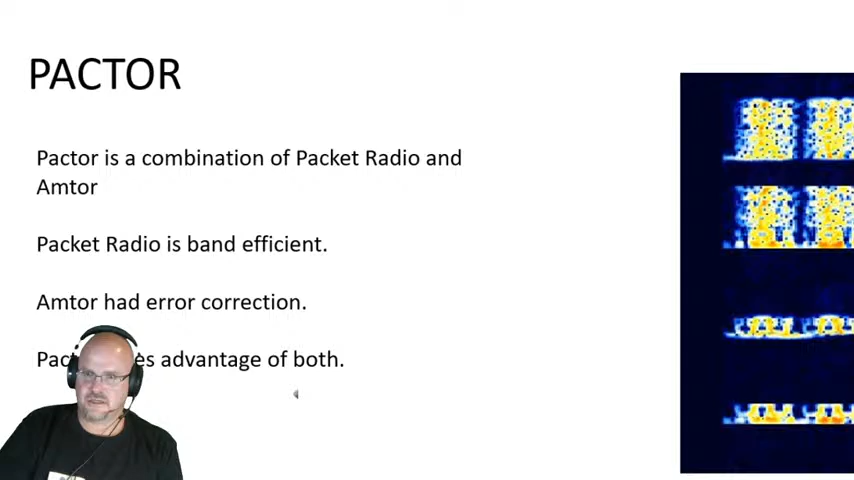 PACTOR
Pactor is a combination of Packet Radio and
Amtor
Packet Radio is band efficient.
Amtor had error correction.
advantage of both.